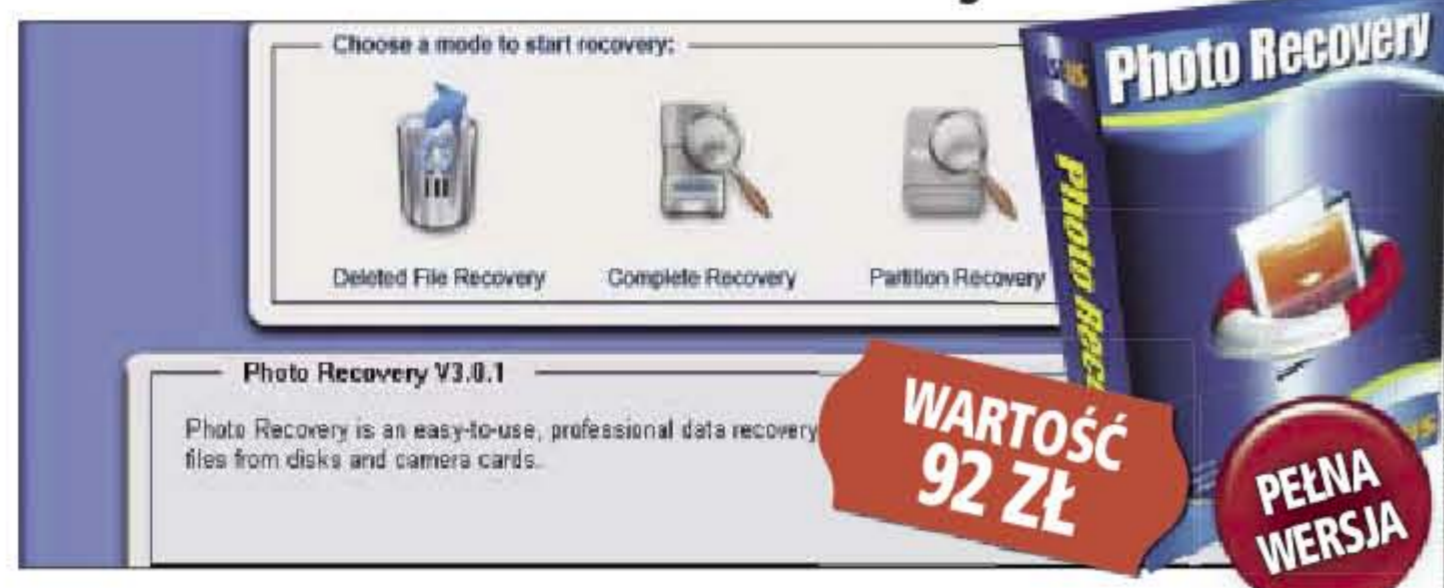 Choose a mode to start recovery:
Deleted File Recovery
Complete Recovery
Partition Recovery
Photo Recovery V3.0.1
Photo Recovery is an easy-to-use, professional data recovery
files from disks and camera cards.
Photo Recovery
Photo Reco
WARTOŚĆ
92 ZŁ
PEŁNA
WERSJA